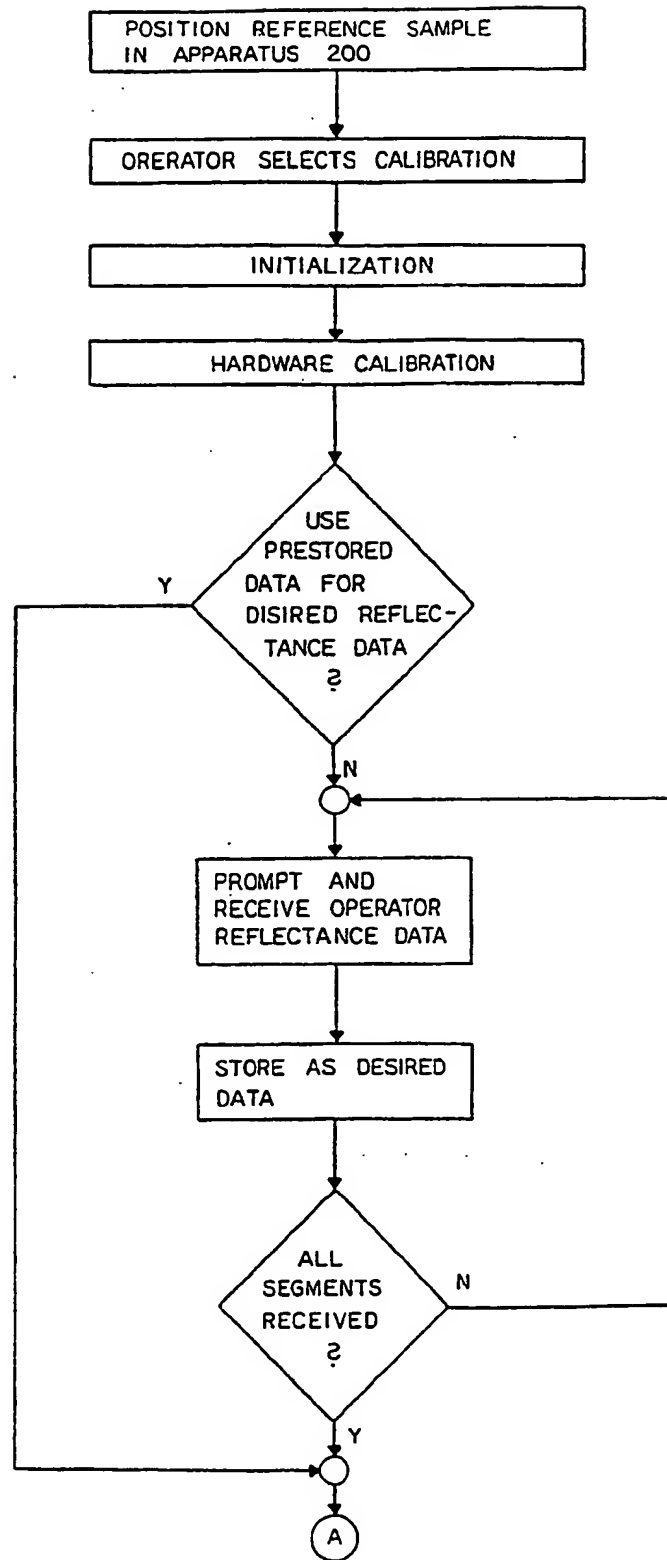 POSITION REFERENCE SAMPLE
IN APPARATUS 200
ORERATOR SELECTS CALIBRATION
INITIALIZATION
HARDWARE CALIBRATION
USE
PRESTORED
DATA FOR
DISIRED REFLEC-
TANCE DATA
?
Y
N
PROMPT AND
RECEIVE OPERATOR
REFLECTANCE DATA
STORE AS DESIRED
DATA
ALL
SEGMENTS
RECEIVED
?
N
Y
A